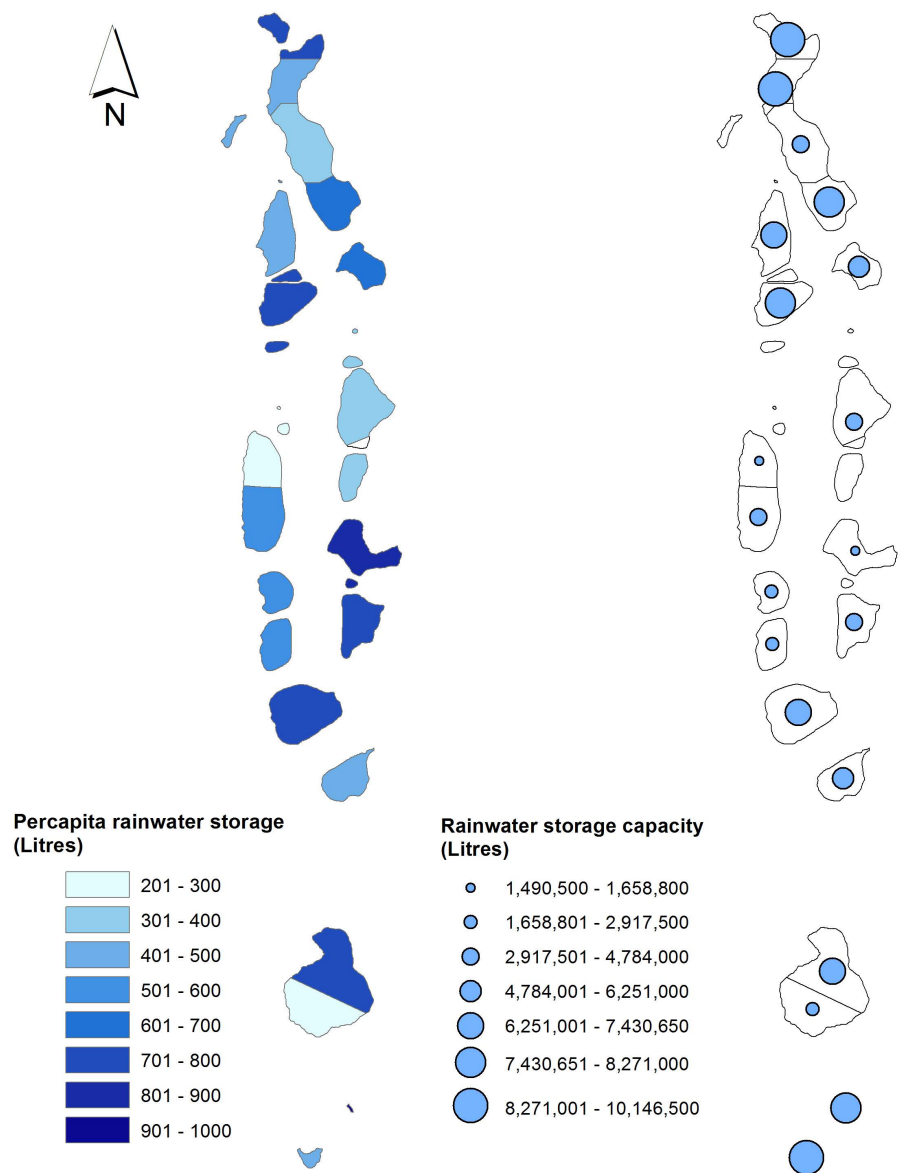 N
Percapita rainwater storage
(Litres)
201 - 300
301 - 400
401 - 500
501 - 600
601 - 700
701 - 800
801 - 900
901 - 1000
Rainwater storage capacity
(Litres)
1,490,500 - 1,658,800
1,658,801 - 2,917,500
2,917,501 - 4,784,000
4,784,001 - 6,251,000
6,251,001 - 7,430,650
7,430,651 - 8,271,000
8,271,001 - 10,146,500